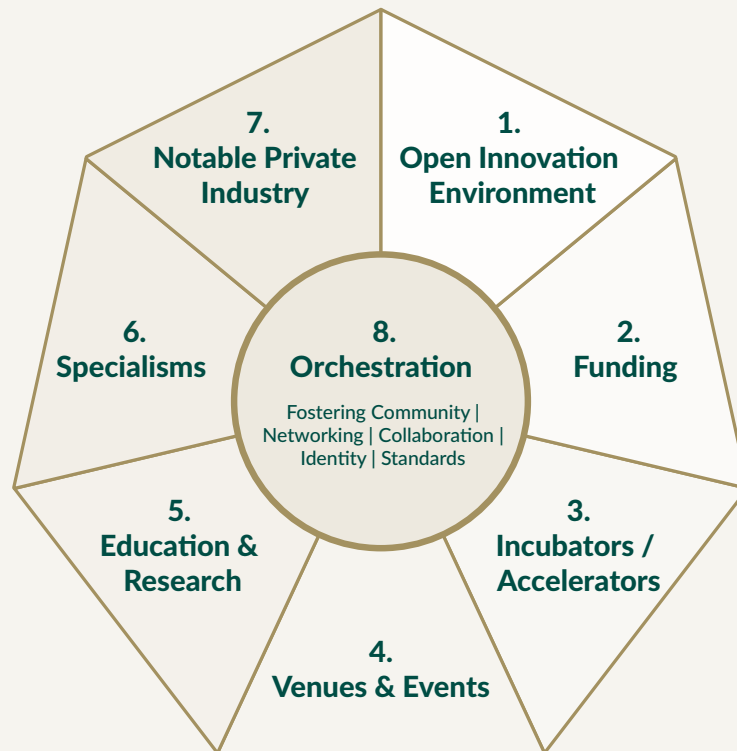 1.
Open Innovation
Environment
2.
Funding
3.
Incubators /
Accelerators
4.
Venues & Events
5.
Education &
Research
6.
Specialisms
7.
Notable Private
Industry
8.
Orchestration
Fostering Community |
Networking | Collaboration |
Identity | Standards